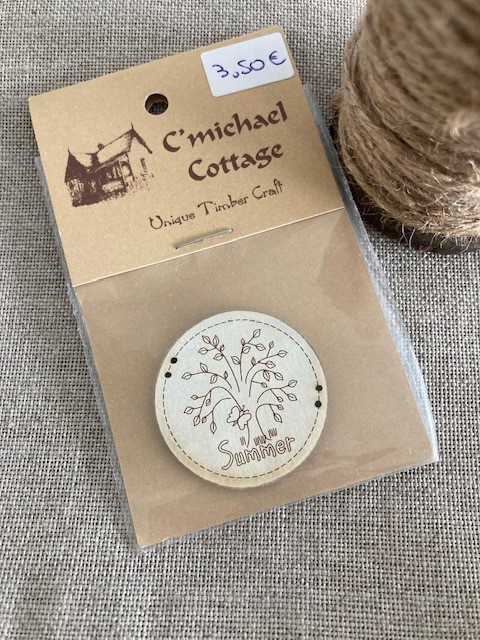 3,50€
C'michael
Cottage
Unique Timber Craft
Summer